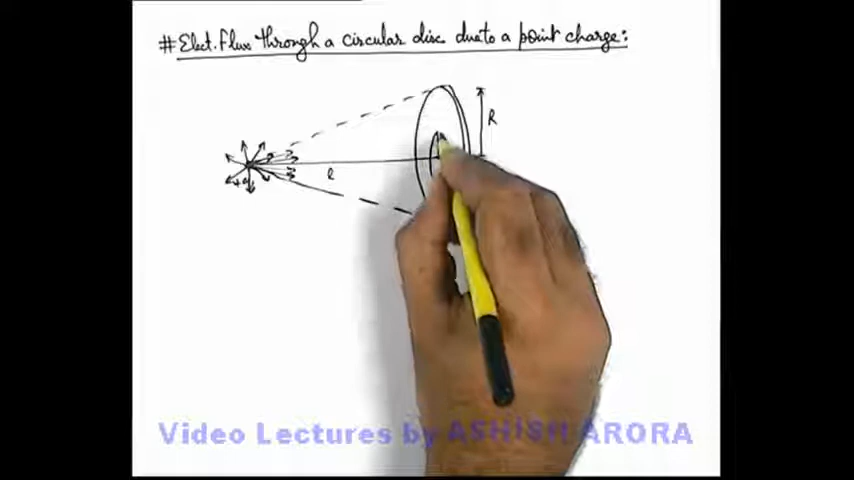 # Elect. Flux through a circular disc due to a point charge:
R
l
+q
Video Lectures by ASHISH ARORA